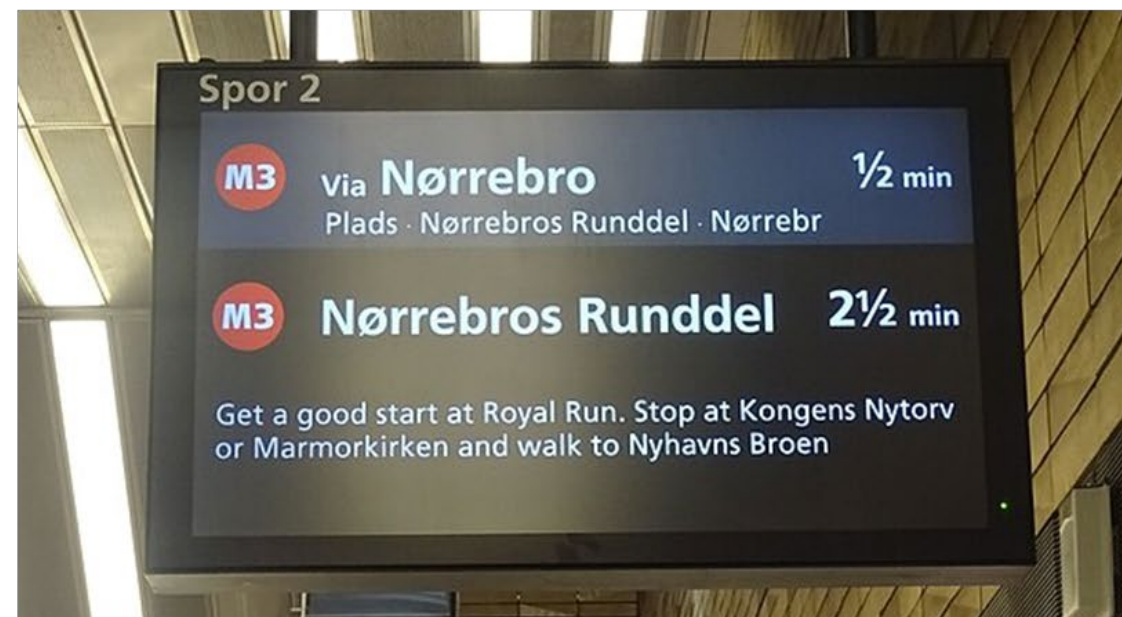 Spor 2
M3 Via Nørrebro ½ min
Plads · Nørrebros Runddel · Nørrebr
M3 Nørrebros Runddel 2½ min
Get a good start at Royal Run. Stop at Kongens Nytorv
or Marmorkirken and walk to Nyhavns Broen